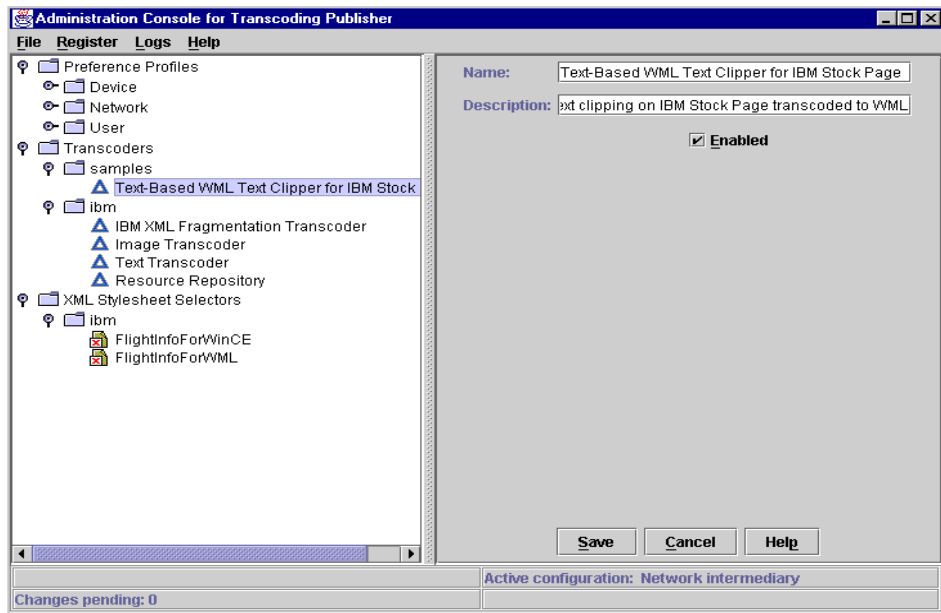 Administration Console for Transcoding Publisher
File Register Logs Help
Preference Profiles
Device
Network
User
Transcoders
samples
Text-Based WML Text Clipper for IBM Stock
ibm
IBM XML Fragmentation Transcoder
Image Transcoder
Text Transcoder
Resource Repository
XML Stylesheet Selectors
ibm
FlightInfoForWinCE
FlightInfoForWML
Name: Text-Based WML Text Clipper for IBM Stock Page
Description: ext clipping on IBM Stock Page transcoded to WML
Enabled
Save Cancel Help
Active configuration: Network intermediary
Changes pending: 0